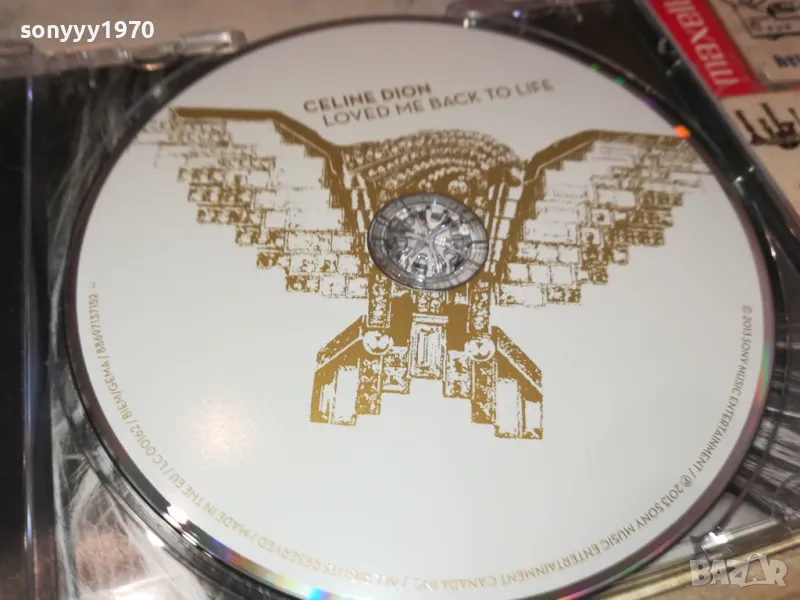 sonyyy1970
CELINE DION
LOVED ME BACK TO LIFE
maxell
℗ 2013 SONY MUSIC ENTERTAINMENT / © 2013 SONY MUSIC ENTERTAINMENT CANADA INC. / ALL RIGHTS RESERVED / MADE IN THE EU / LC 00162 / BIEM/GEMA / 88697137152
БАЗАР